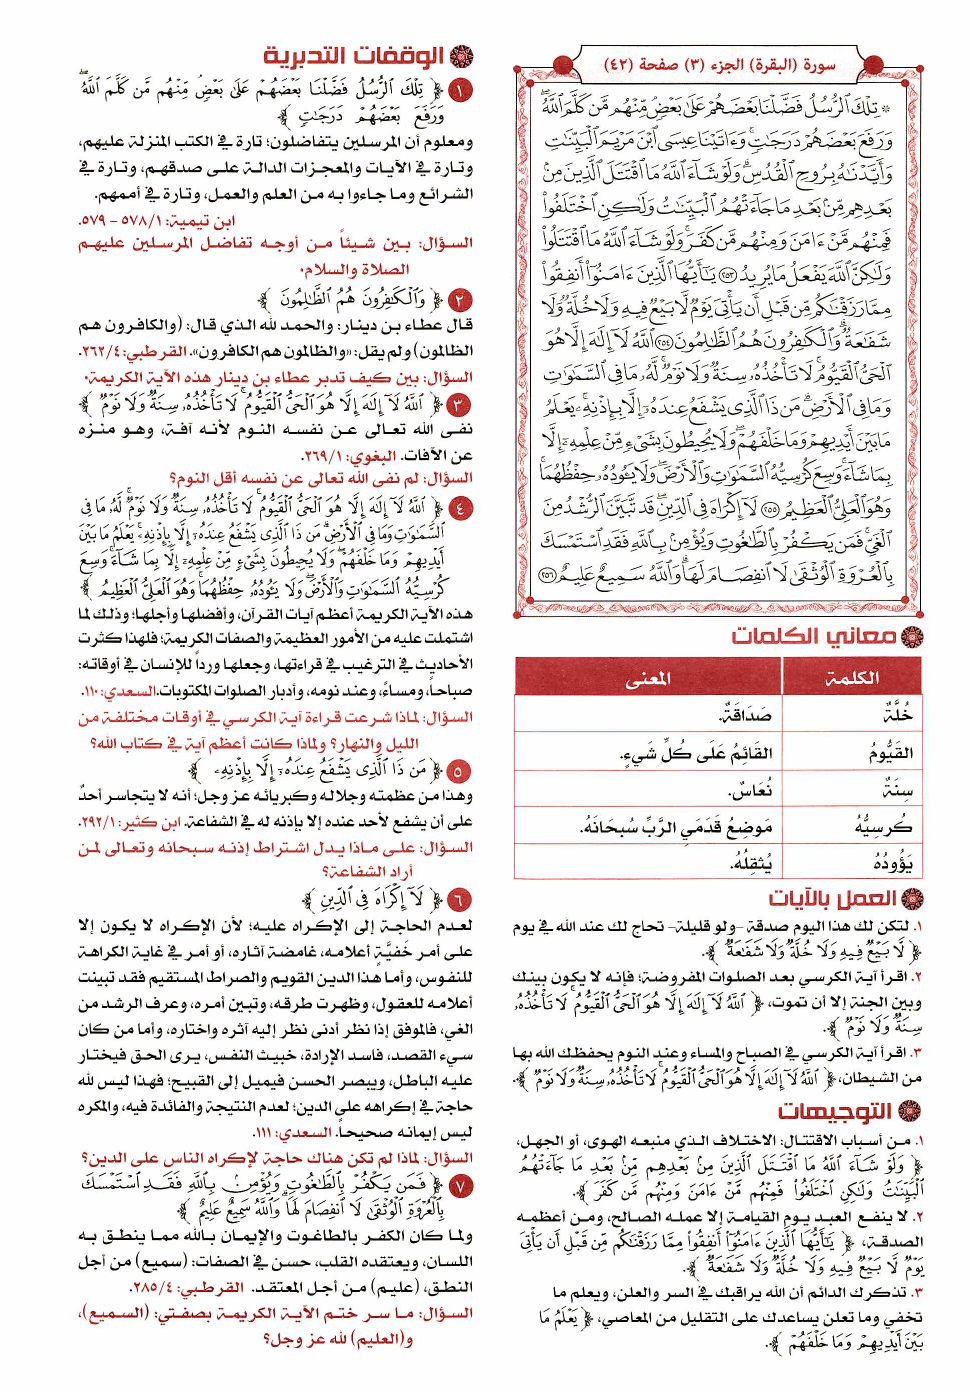 سورة (البقرة) الجزء (٣) صفحة (٤٢)
۞ تِلْكَ ٱلرُّسُلُ فَضَّلْنَا بَعْضَهُمْ عَلَىٰ بَعْضٍ مِّنْهُم مَّن كَلَّمَ ٱللَّهُ
وَرَفَعَ بَعْضَهُمْ دَرَجَٰتٍ وَءَاتَيْنَا عِيسَى ٱبْنَ مَرْيَمَ ٱلْبَيِّنَٰتِ
وَأَيَّدْنَٰهُ بِرُوحِ ٱلْقُدُسِ وَلَوْ شَآءَ ٱللَّهُ مَا ٱقْتَتَلَ ٱلَّذِينَ مِنۢ
بَعْدِهِم مِّنۢ بَعْدِ مَا جَآءَتْهُمُ ٱلْبَيِّنَٰتُ وَلَٰكِنِ ٱخْتَلَفُوا۟
فَمِنْهُم مَّنْ ءَامَنَ وَمِنْهُم مَّن كَفَرَ وَلَوْ شَآءَ ٱللَّهُ مَا ٱقْتَتَلُوا۟
وَلَٰكِنَّ ٱللَّهَ يَفْعَلُ مَا يُرِيدُ ٢٥٣ يَٰٓأَيُّهَا ٱلَّذِينَ ءَامَنُوٓا۟ أَنفِقُوا۟
مِمَّا رَزَقْنَٰكُم مِّن قَبْلِ أَن يَأْتِىَ يَوْمٌ لَّا بَيْعٌ فِيهِ وَلَا خُلَّةٌ وَلَا
شَفَٰعَةٌ وَٱلْكَٰفِرُونَ هُمُ ٱلظَّٰلِمُونَ ٢٥٤ ٱللَّهُ لَآ إِلَٰهَ إِلَّا هُوَ
ٱلْحَىُّ ٱلْقَيُّومُ لَا تَأْخُذُهُۥ سِنَةٌ وَلَا نَوْمٌ لَّهُۥ مَا فِى ٱلسَّمَٰوَٰتِ
وَمَا فِى ٱلْأَرْضِ مَن ذَا ٱلَّذِى يَشْفَعُ عِندَهُۥٓ إِلَّا بِإِذْنِهِۦ يَعْلَمُ
مَا بَيْنَ أَيْدِيهِمْ وَمَا خَلْفَهُمْ وَلَا يُحِيطُونَ بِشَىْءٍ مِّنْ عِلْمِهِۦٓ إِلَّا
بِمَا شَآءَ وَسِعَ كُرْسِيُّهُ ٱلسَّمَٰوَٰتِ وَٱلْأَرْضَ وَلَا يَـُٔودُهُۥ حِفْظُهُمَا
وَهُوَ ٱلْعَلِىُّ ٱلْعَظِيمُ ٢٥٥ لَآ إِكْرَاهَ فِى ٱلدِّينِ قَد تَّبَيَّنَ ٱلرُّشْدُ مِنَ
ٱلْغَىِّ فَمَن يَكْفُرْ بِٱلطَّٰغُوتِ وَيُؤْمِنۢ بِٱللَّهِ فَقَدِ ٱسْتَمْسَكَ
بِٱلْعُرْوَةِ ٱلْوُثْقَىٰ لَا ٱنفِصَامَ لَهَا وَٱللَّهُ سَمِيعٌ عَلِيمٌ ٢٥٦
معاني الكلمات
الكلمة المعنى
خُلَّةٌ صَدَاقَةٌ.
القَيُّومُ القَائِمُ عَلَى كُلِّ شَيءٍ.
سِنَةٌ نُعَاسٌ.
كُرسِيُّهُ مَوضِعُ قَدَمَيِ الرَّبِّ سُبحَانَهُ.
يَؤُودُهُ يُثقِلُهُ.
العمل بالآيات
١. لتكن لك هذا اليوم صدقة -ولو قليلة- تحتاج لك عند الله في يوم
﴿ لَّا بَيْعٌ فِيهِ وَلَا خُلَّةٌ وَلَا شَفَٰعَةٌ ﴾.
٢. اقرأ آية الكرسي بعد الصلوات المفروضة؛ فإنه لا يكون بينك
وبين الجنة إلا أن تموت، ﴿ ٱللَّهُ لَآ إِلَٰهَ إِلَّا هُوَ ٱلْحَىُّ ٱلْقَيُّومُ لَا تَأْخُذُهُۥ
سِنَةٌ وَلَا نَوْمٌ ﴾.
٣. اقرأ آية الكرسي في الصباح والمساء وعند النوم يحفظك الله بها
من الشيطان، ﴿ ٱللَّهُ لَآ إِلَٰهَ إِلَّا هُوَ ٱلْحَىُّ ٱلْقَيُّومُ لَا تَأْخُذُهُۥ سِنَةٌ وَلَا نَوْمٌ ﴾.
التوجيهات
١. من أسباب الاقتتال: الاختلاف الذي منبعه الهوى، أو الجهل،
﴿ وَلَوْ شَآءَ ٱللَّهُ مَا ٱقْتَتَلَ ٱلَّذِينَ مِنۢ بَعْدِهِم مِّنۢ بَعْدِ مَا جَآءَتْهُمُ
ٱلْبَيِّنَٰتُ وَلَٰكِنِ ٱخْتَلَفُوا۟ فَمِنْهُم مَّنْ ءَامَنَ وَمِنْهُم مَّن كَفَرَ ﴾.
٢. لا ينفع العبد يوم القيامة إلا عمله الصالح، ومن أعظمه
الصدقة، ﴿ يَٰٓأَيُّهَا ٱلَّذِينَ ءَامَنُوٓا۟ أَنفِقُوا۟ مِمَّا رَزَقْنَٰكُم مِّن قَبْلِ أَن يَأْتِىَ
يَوْمٌ لَّا بَيْعٌ فِيهِ وَلَا خُلَّةٌ وَلَا شَفَٰعَةٌ ﴾.
٣. تذكرك الدائم أن الله يراقبك في السر والعلن، ويعلم ما
تخفي وما تعلن يساعدك على التقليل من المعاصي، ﴿ يَعْلَمُ مَا
بَيْنَ أَيْدِيهِمْ وَمَا خَلْفَهُمْ ﴾.
الوقفات التدبرية
١ ﴿ تِلْكَ ٱلرُّسُلُ فَضَّلْنَا بَعْضَهُمْ عَلَىٰ بَعْضٍ مِّنْهُم مَّن كَلَّمَ ٱللَّهُ
وَرَفَعَ بَعْضَهُمْ دَرَجَٰتٍ ﴾
ومعلوم أن المرسلين يتفاضلون؛ تارة في الكتب المنزلة عليهم،
وتارة في الآيات والمعجزات الدالة على صدقهم، وتارة في
الشرائع وما جاءوا به من العلم والعمل، وتارة في أممهم.
ابن تيمية: ٥٧٨/١ - ٥٧٩.
السؤال: بين شيئاً من أوجه تفاضل المرسلين عليهم
الصلاة والسلام.
٢ ﴿ وَٱلْكَٰفِرُونَ هُمُ ٱلظَّٰلِمُونَ ﴾
قال عطاء بن دينار: والحمد لله الذي قال: (والكافرون هم
الظالمون) ولم يقل: «والظالمون هم الكافرون». القرطبي: ٢٦٢/٤.
السؤال: بين كيف تدبر عطاء بن دينار هذه الآية الكريمة.
٣ ﴿ ٱللَّهُ لَآ إِلَٰهَ إِلَّا هُوَ ٱلْحَىُّ ٱلْقَيُّومُ لَا تَأْخُذُهُۥ سِنَةٌ وَلَا نَوْمٌ ﴾
نفى الله تعالى عن نفسه النوم لأنه آفة، وهو منزه
عن الآفات. البغوي: ٢٦٩/١.
السؤال: لم نفى الله تعالى عن نفسه أقل النوم؟
٤ ﴿ ٱللَّهُ لَآ إِلَٰهَ إِلَّا هُوَ ٱلْحَىُّ ٱلْقَيُّومُ لَا تَأْخُذُهُۥ سِنَةٌ وَلَا نَوْمٌ لَّهُۥ مَا فِى
ٱلسَّمَٰوَٰتِ وَمَا فِى ٱلْأَرْضِ مَن ذَا ٱلَّذِى يَشْفَعُ عِندَهُۥٓ إِلَّا بِإِذْنِهِۦ يَعْلَمُ مَا بَيْنَ
أَيْدِيهِمْ وَمَا خَلْفَهُمْ وَلَا يُحِيطُونَ بِشَىْءٍ مِّنْ عِلْمِهِۦٓ إِلَّا بِمَا شَآءَ وَسِعَ
كُرْسِيُّهُ ٱلسَّمَٰوَٰتِ وَٱلْأَرْضَ وَلَا يَـُٔودُهُۥ حِفْظُهُمَا وَهُوَ ٱلْعَلِىُّ ٱلْعَظِيمُ ﴾
هذه الآية الكريمة أعظم آيات القرآن، وأفضلها وأجلها؛ وذلك لما
اشتملت عليه من الأمور العظيمة والصفات الكريمة؛ فلهذا كثرت
الأحاديث في الترغيب في قراءتها، وجعلها ورداً للإنسان في أوقاته:
صباحاً، ومساءً، وعند نومه، وأدبار الصلوات المكتوبات. السعدي: ١١٠.
السؤال: لماذا شرعت قراءة آية الكرسي في أوقات مختلفة من
الليل والنهار؟ ولماذا كانت أعظم آية في كتاب الله؟
٥ ﴿ مَن ذَا ٱلَّذِى يَشْفَعُ عِندَهُۥٓ إِلَّا بِإِذْنِهِۦ ﴾
وهذا من عظمته وجلاله وكبريائه عز وجل؛ أنه لا يتجاسر أحدٌ
على أن يشفع لأحد عنده إلا بإذنه له في الشفاعة. ابن كثير: ٢٩٢/١.
السؤال: على ماذا يدل اشتراط إذنه سبحانه وتعالى لمن
أراد الشفاعة؟
٦ ﴿ لَآ إِكْرَاهَ فِى ٱلدِّينِ ﴾
لعدم الحاجة إلى الإكراه عليه؛ لأن الإكراه لا يكون إلا
على أمر خَفيَّةٍ أعلامه، غامضة آثاره، أو أمر في غاية الكراهة
للنفوس، وأما هذا الدين القويم والصراط المستقيم فقد تبينت
أعلامه للعقول، وظهرت طرقه، وتبين أمره، وعرف الرشد من
الغي، فالموفق إذا نظر أدنى نظر إليه آثره واختاره، وأما من كان
سيء القصد، فاسد الإرادة، خبيث النفس، يرى الحق فيختار
عليه الباطل، ويبصر الحسن فيميل إلى القبيح؛ فهذا ليس لله
حاجة في إكراهه على الدين؛ لعدم النتيجة والفائدة فيه، والمكره
ليس إيمانه صحيحاً. السعدي: ١١١.
السؤال: لماذا لم تكن هناك حاجة لإكراه الناس على الدين؟
٧ ﴿ فَمَن يَكْفُرْ بِٱلطَّٰغُوتِ وَيُؤْمِنۢ بِٱللَّهِ فَقَدِ ٱسْتَمْسَكَ
بِٱلْعُرْوَةِ ٱلْوُثْقَىٰ لَا ٱنفِصَامَ لَهَا وَٱللَّهُ سَمِيعٌ عَلِيمٌ ﴾
ولما كان الكفر بالطاغوت والإيمان بالله مما ينطق به
اللسان، ويعتقده القلب، حسن في الصفات: (سميع) من أجل
النطق، (عليم) من أجل المعتقد. القرطبي: ٢٨٥/٤.
السؤال: ما سر ختم الآية الكريمة بصفتي: (السميع)،
و(العليم) لله عز وجل؟